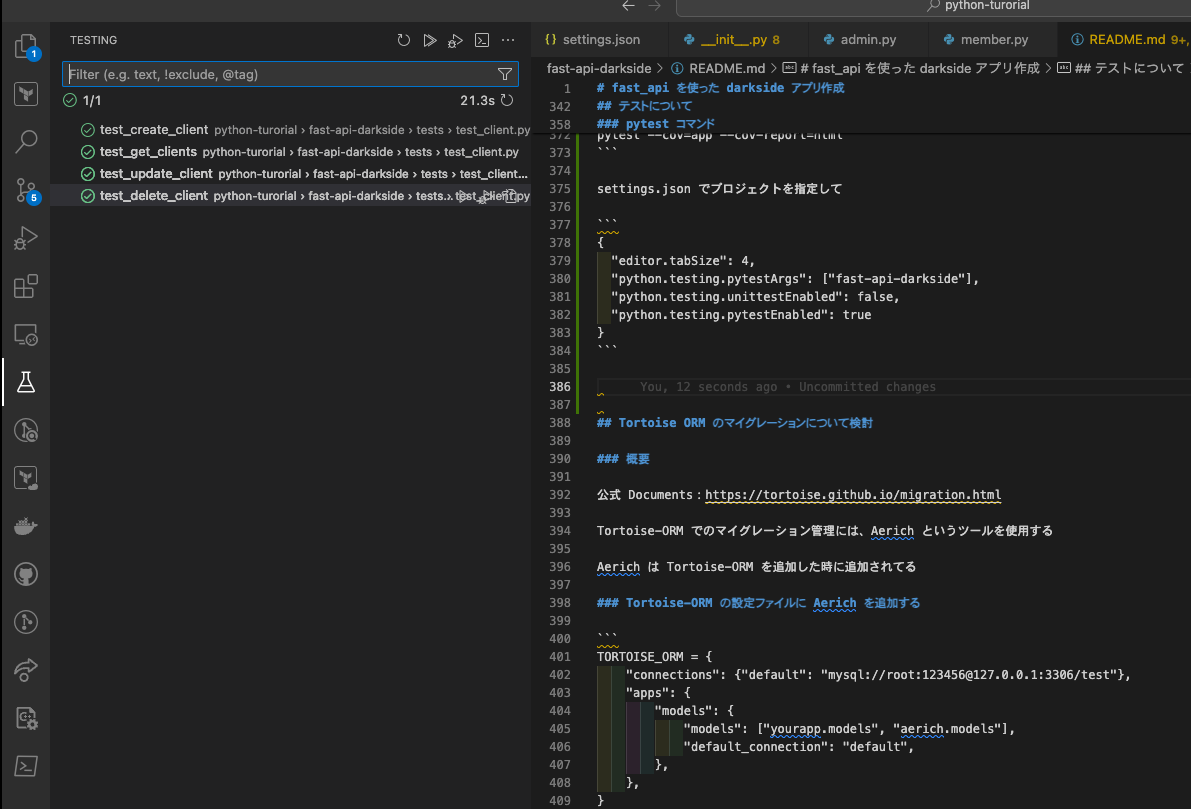 python-turorial
1
5
TESTING
Filter (e.g. text, !exclude, @tag)
1/1
21.3s
test_create_client python-turorial › fast-api-darkside › tests › test_client.py
test_get_clients python-turorial › fast-api-darkside › tests › test_client.py
test_update_client python-turorial › fast-api-darkside › tests › test_client...
test_delete_client python-turorial › fast-api-darkside › tests... test_client.py
{} settings.json
__init__.py 8
admin.py
member.py
README.md 9+,
fast-api-darkside > README.md > # fast_api を使った darkside アプリ作成 > ## テストについて
1 # fast_api を使った darkside アプリ作成
342 ## テストについて
358 ### pytest コマンド
372 pytest --cov=app --cov-report=html
373 ```
374
375 settings.json でプロジェクトを指定して
376
377 ```
378 {
379 "editor.tabSize": 4,
380 "python.testing.pytestArgs": ["fast-api-darkside"],
381 "python.testing.unittestEnabled": false,
382 "python.testing.pytestEnabled": true
383 }
384 ```
385
386 You, 12 seconds ago • Uncommitted changes
387
388 ## Tortoise ORM のマイグレーションについて検討
389
390 ### 概要
391
392 公式 Documents：https://tortoise.github.io/migration.html
393
394 Tortoise-ORM でのマイグレーション管理には、Aerich というツールを使用する
395
396 Aerich は Tortoise-ORM を追加した時に追加されてる
397
398 ### Tortoise-ORM の設定ファイルに Aerich を追加する
399
400 ```
401 TORTOISE_ORM = {
402 "connections": {"default": "mysql://root:123456@127.0.0.1:3306/test"},
403 "apps": {
404 "models": {
405 "models": ["yourapp.models", "aerich.models"],
406 "default_connection": "default",
407 },
408 },
409 }